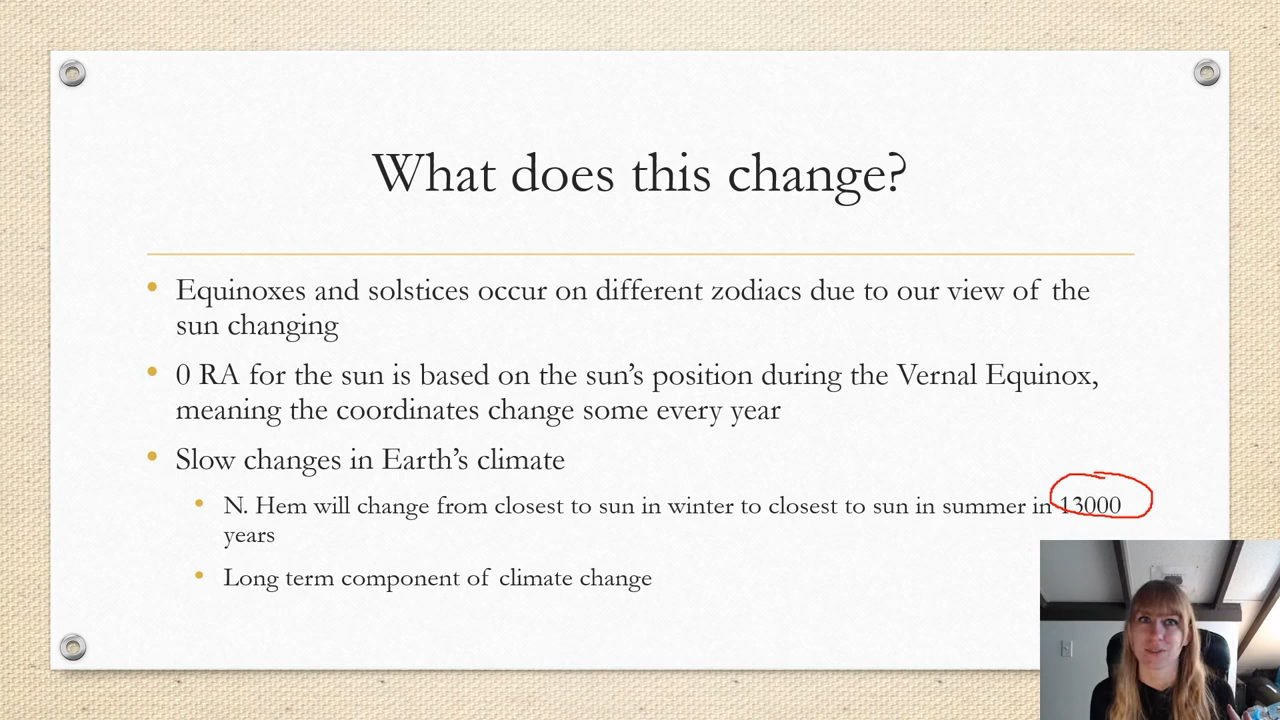 What does this change?
• Equinoxes and solstices occur on different zodiacs due to our view of the
sun changing
• 0 RA for the sun is based on the sun's position during the Vernal Equinox,
meaning the coordinates change some every year
• Slow changes in Earth's climate
• N. Hem will change from closest to sun in winter to closest to sun in summer in 13000
years
• Long term component of climate change